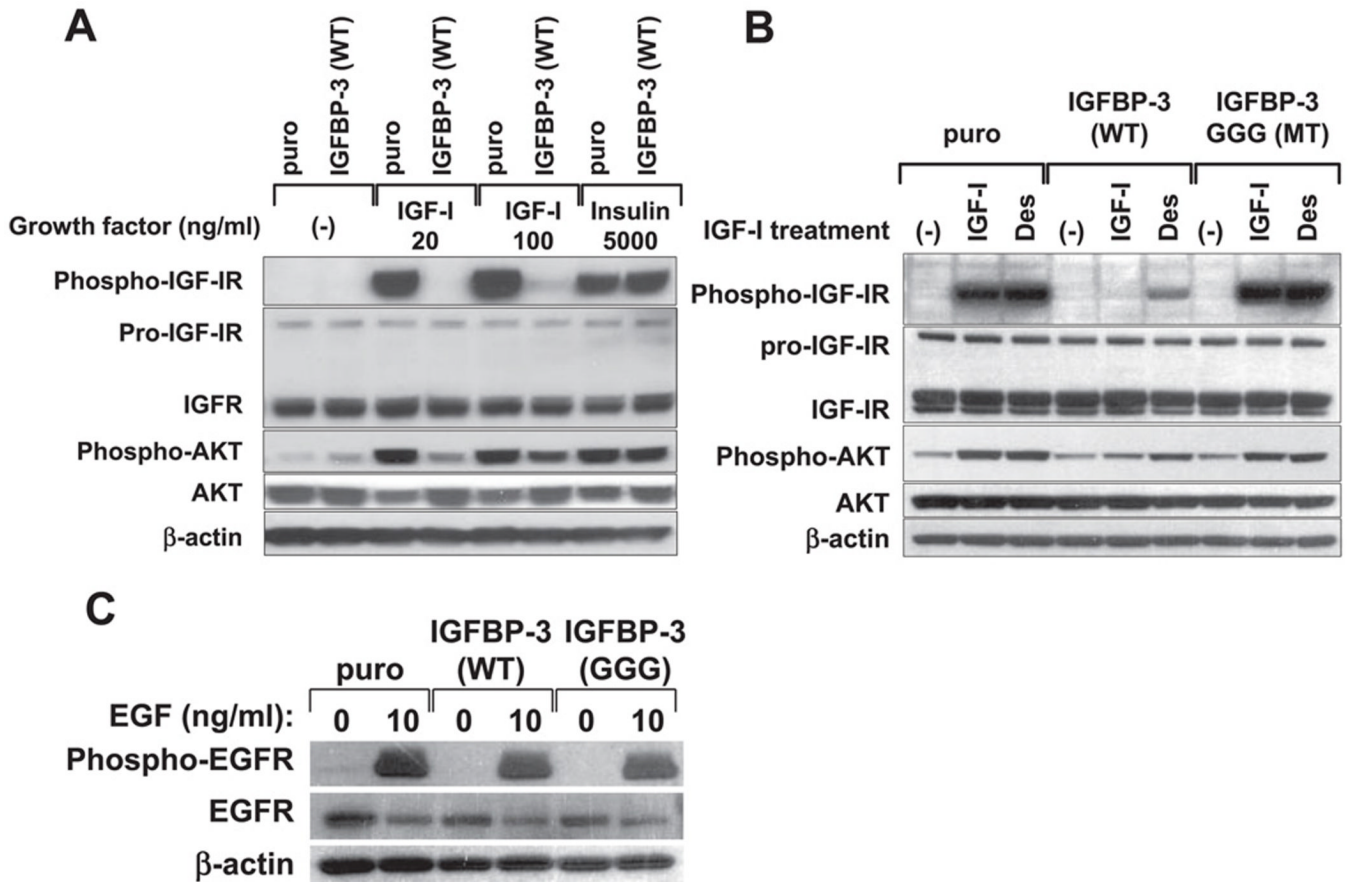 A
puro
IGFBP-3 (WT)
puro
IGFBP-3 (WT)
puro
IGFBP-3 (WT)
puro
IGFBP-3 (WT)
Growth factor (ng/ml)
(-)
IGF-I
20
IGF-I
100
Insulin
5000
Phospho-IGF-IR
Pro-IGF-IR
IGFR
Phospho-AKT
AKT
β-actin
B
puro
IGFBP-3
(WT)
IGFBP-3
GGG (MT)
IGF-I treatment
(-)
IGF-I
Des
(-)
IGF-I
Des
(-)
IGF-I
Des
Phospho-IGF-IR
pro-IGF-IR
IGF-IR
Phospho-AKT
AKT
β-actin
C
puro
IGFBP-3
(WT)
IGFBP-3
(GGG)
EGF (ng/ml): 0 10 0 10 0 10
Phospho-EGFR
EGFR
β-actin